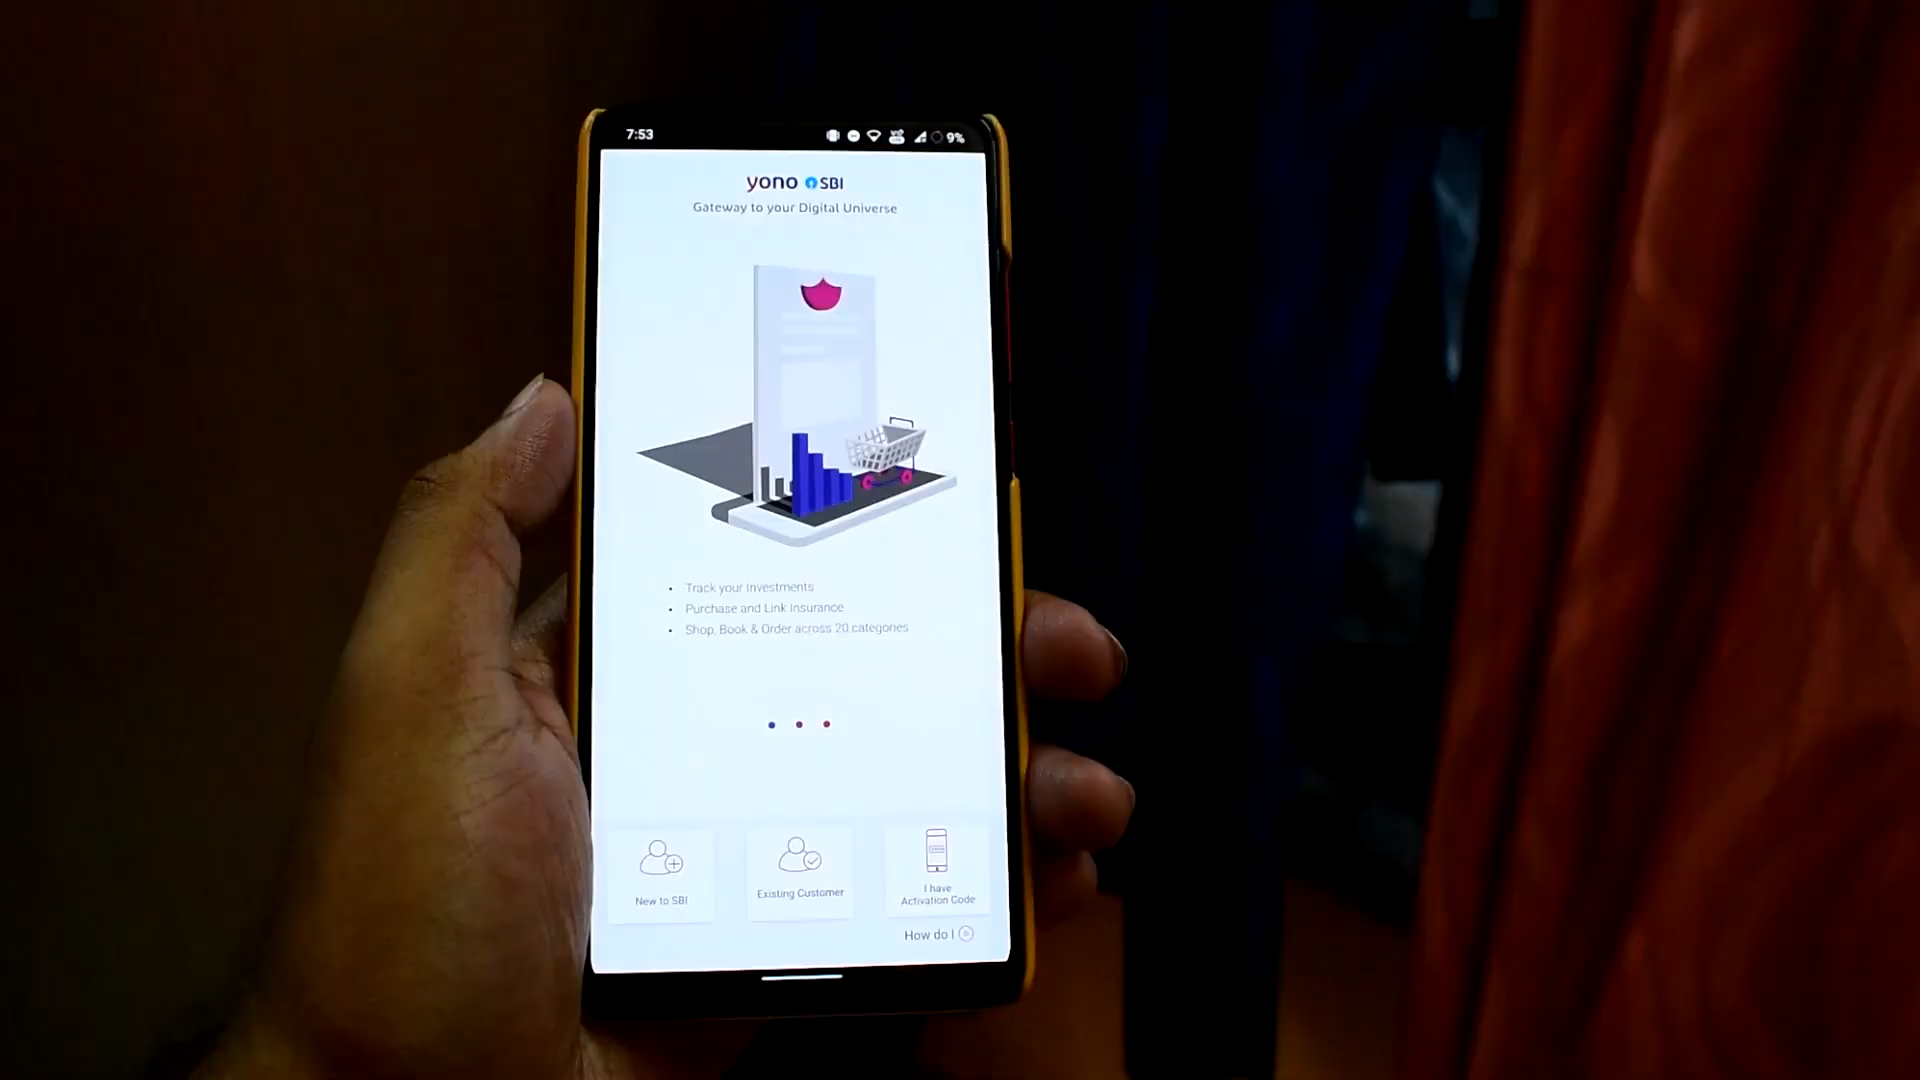 7:53
9%
yono SBI
Gateway to your Digital Universe
Track your Investments
Purchase and Link Insurance
Shop, Book & Order across 20 categories
New to SBI
Existing Customer
I have
Activation Code
How do I